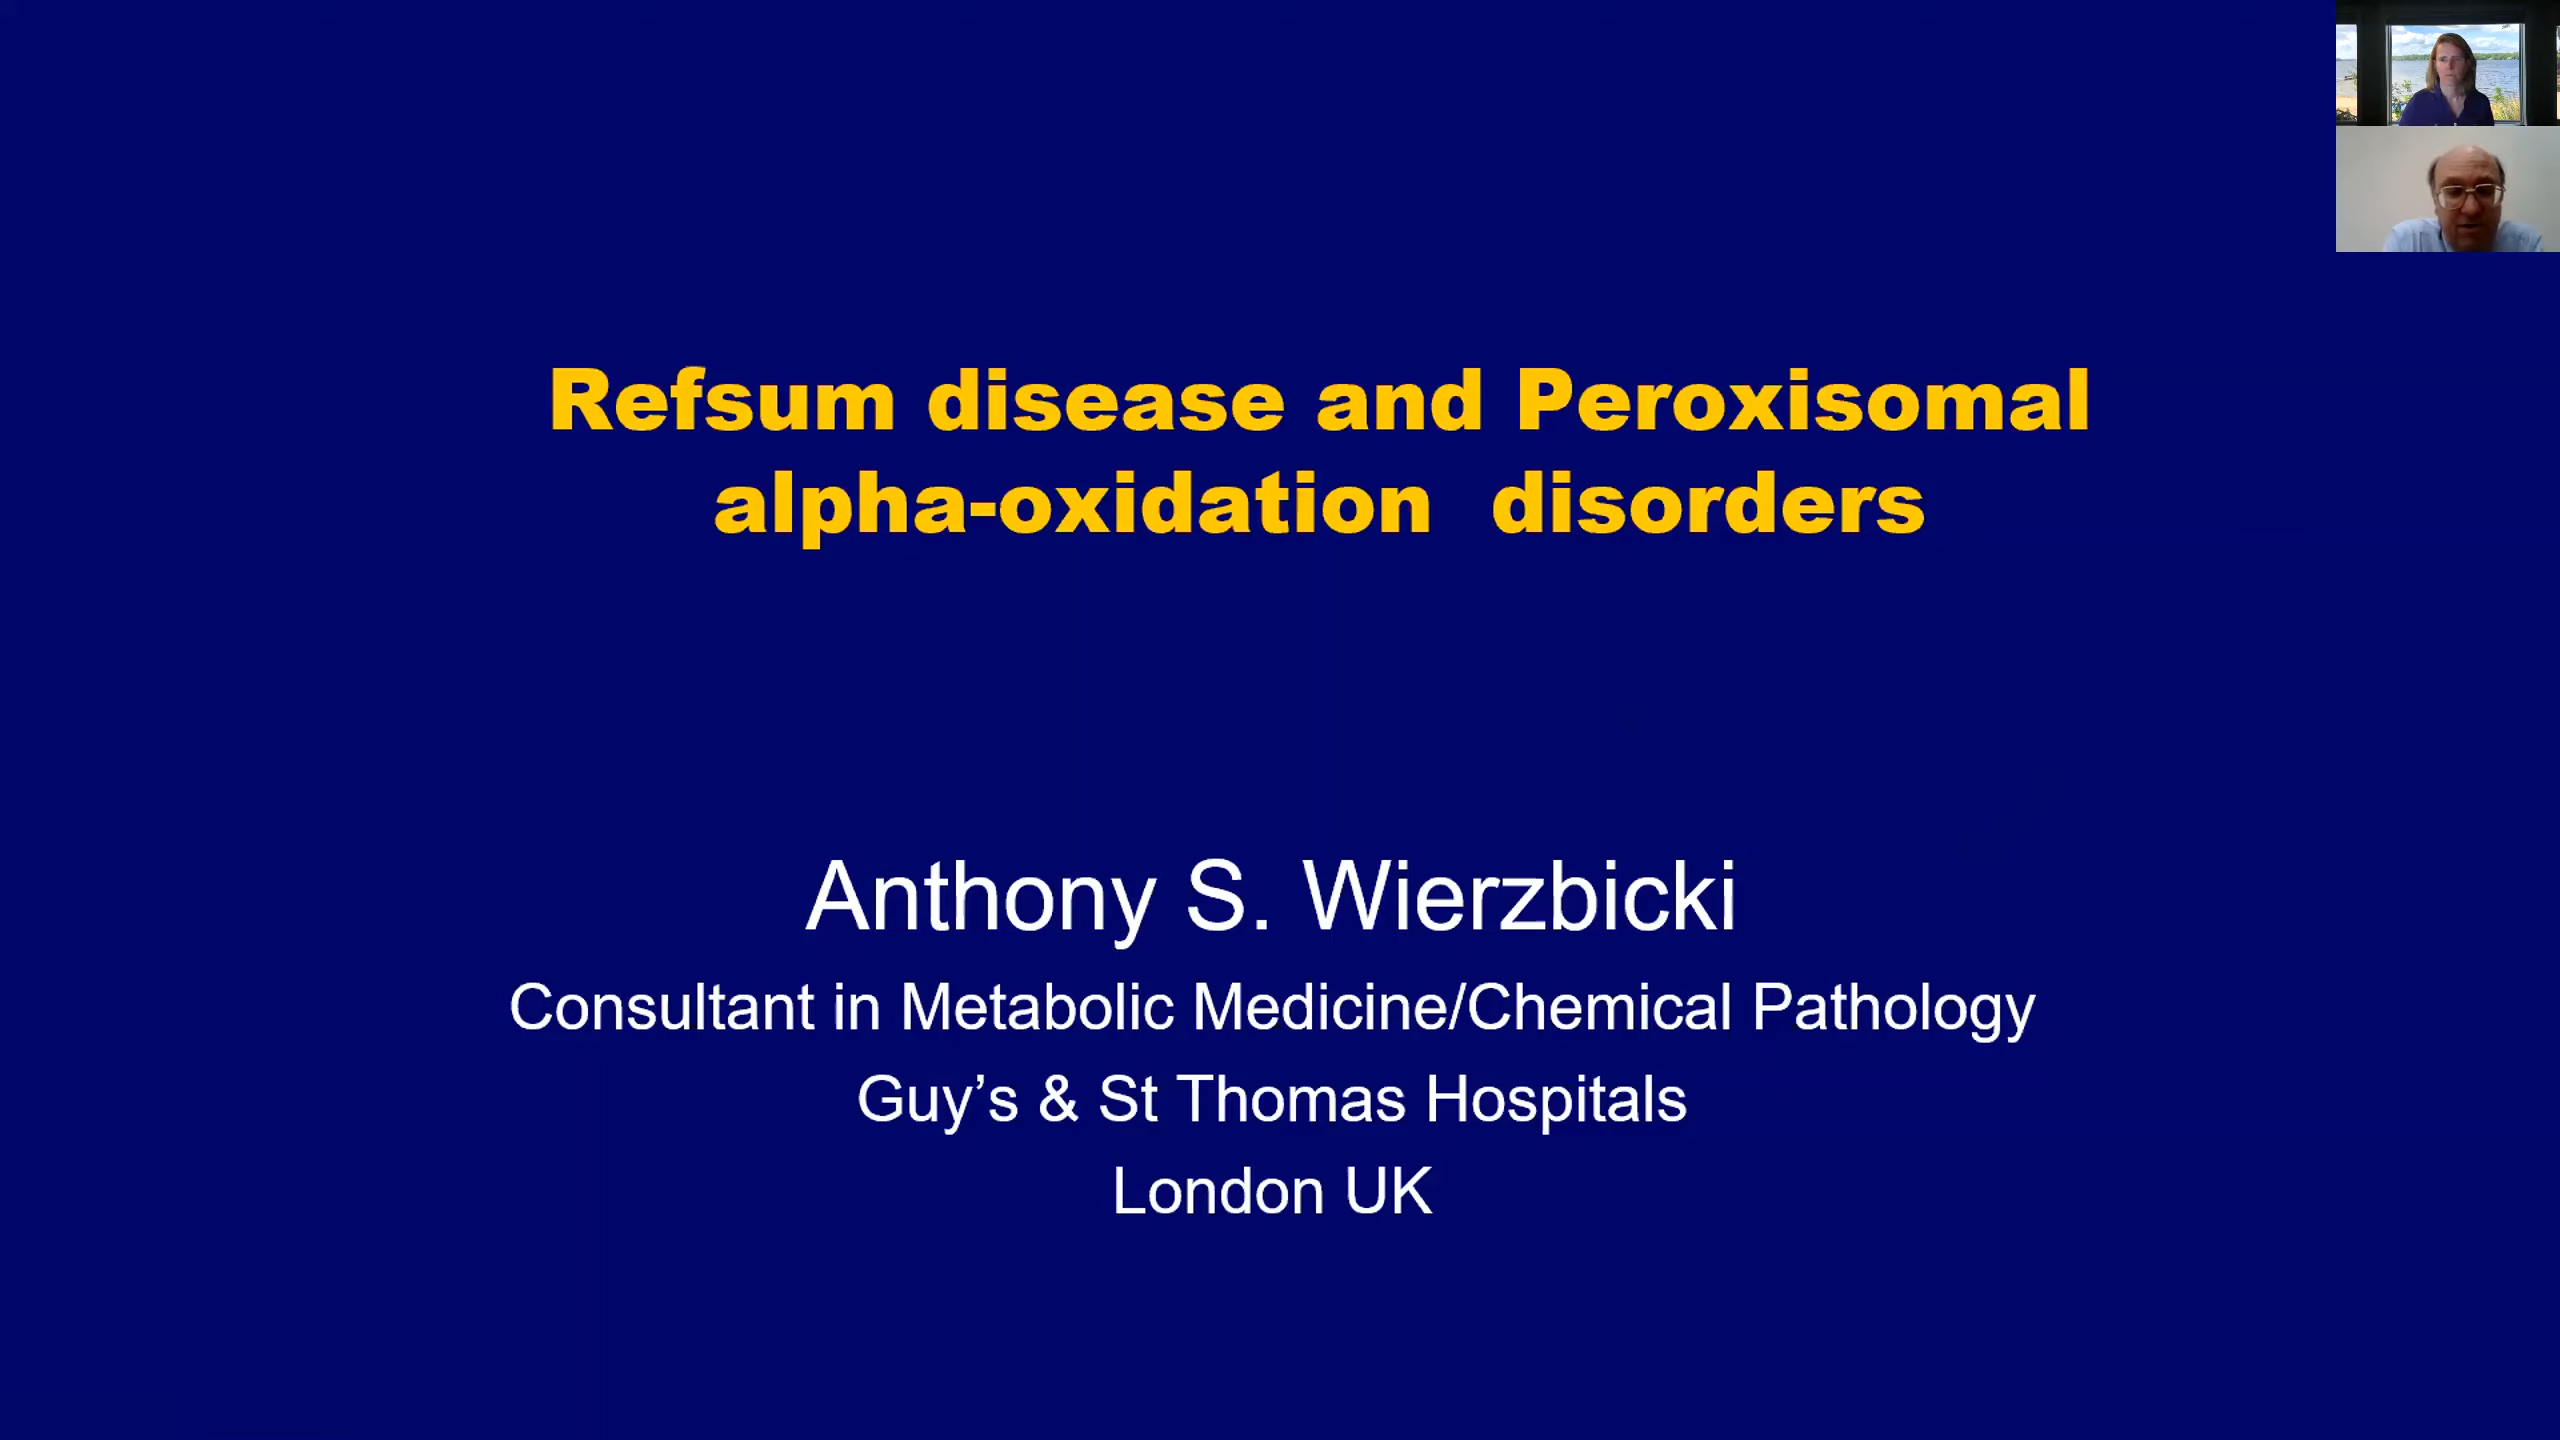 Refsum disease and Peroxisomal
alpha-oxidation  disorders
Anthony S. Wierzbicki
Consultant in Metabolic Medicine/Chemical Pathology
Guy’s & St Thomas Hospitals
London UK